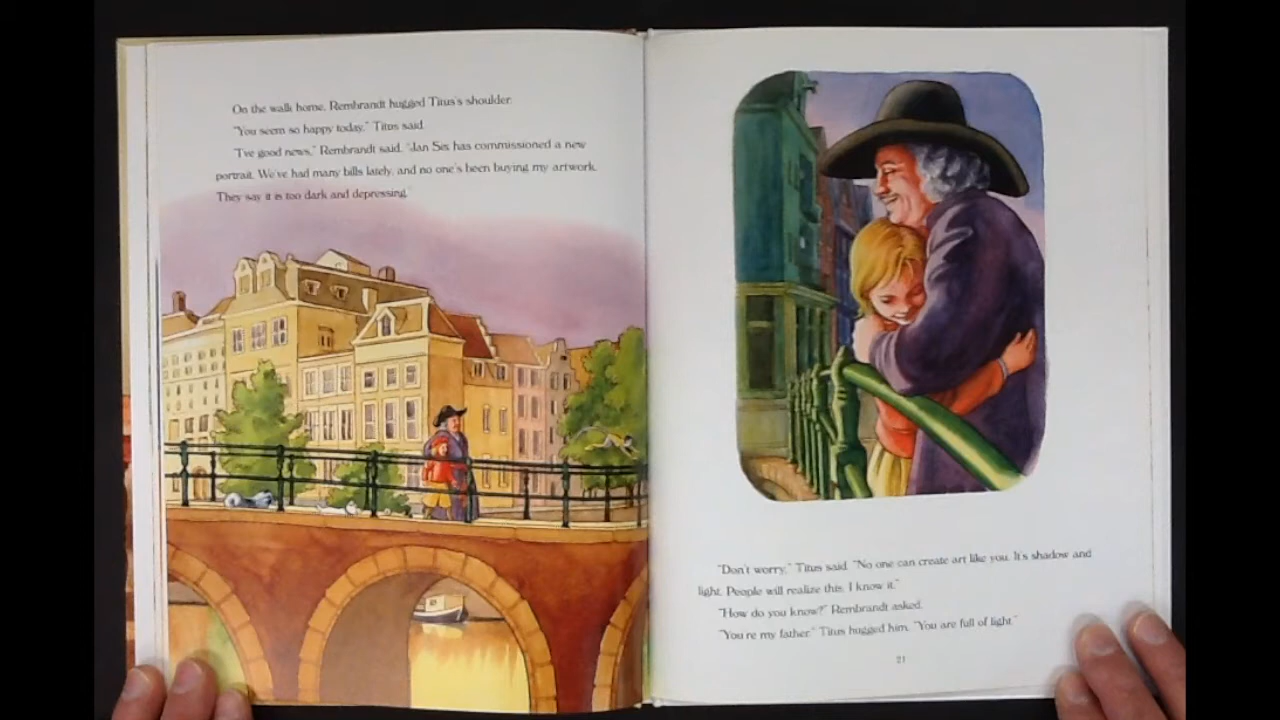 On the walk home, Rembrandt hugged Titus's shoulder.
"You seem so happy today," Titus said.
"I've good news," Rembrandt said. "Jan Six has commissioned a new
portrait. We've had many bills lately, and no one's been buying my artwork.
They say it is too dark and depressing."
"Don't worry," Titus said. "No one can create art like you. It's shadow and
light. People will realize this. I know it."
"How do you know?" Rembrandt asked.
"You're my father." Titus hugged him. "You are full of light."
21